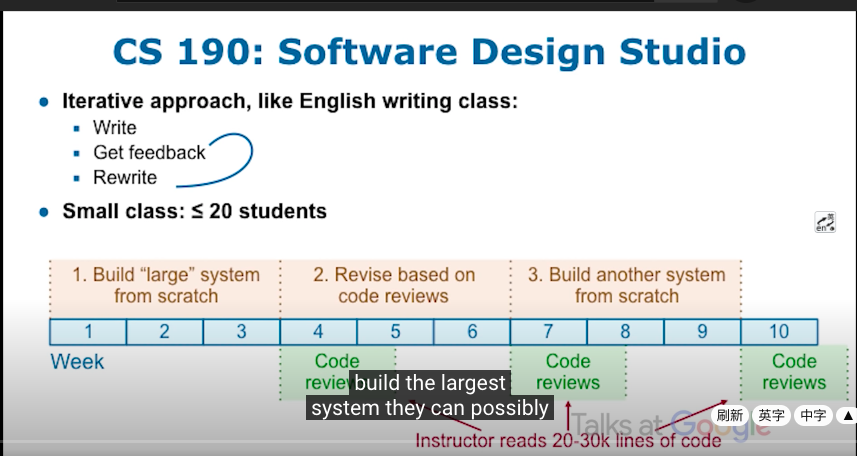 CS 190: Software Design Studio
Iterative approach, like English writing class:
Write
Get feedback
Rewrite
Small class: ≤ 20 students
1. Build “large” system
from scratch
2. Revise based on
code reviews
3. Build another system
from scratch
1 2 3 4 5 6 7 8 9 10
Week
Code
Code
reviews
Code
reviews
build the largest
system they can possibly
Talks at Google
刷新 英字 中字 ▲
Instructor reads 20-30k lines of code